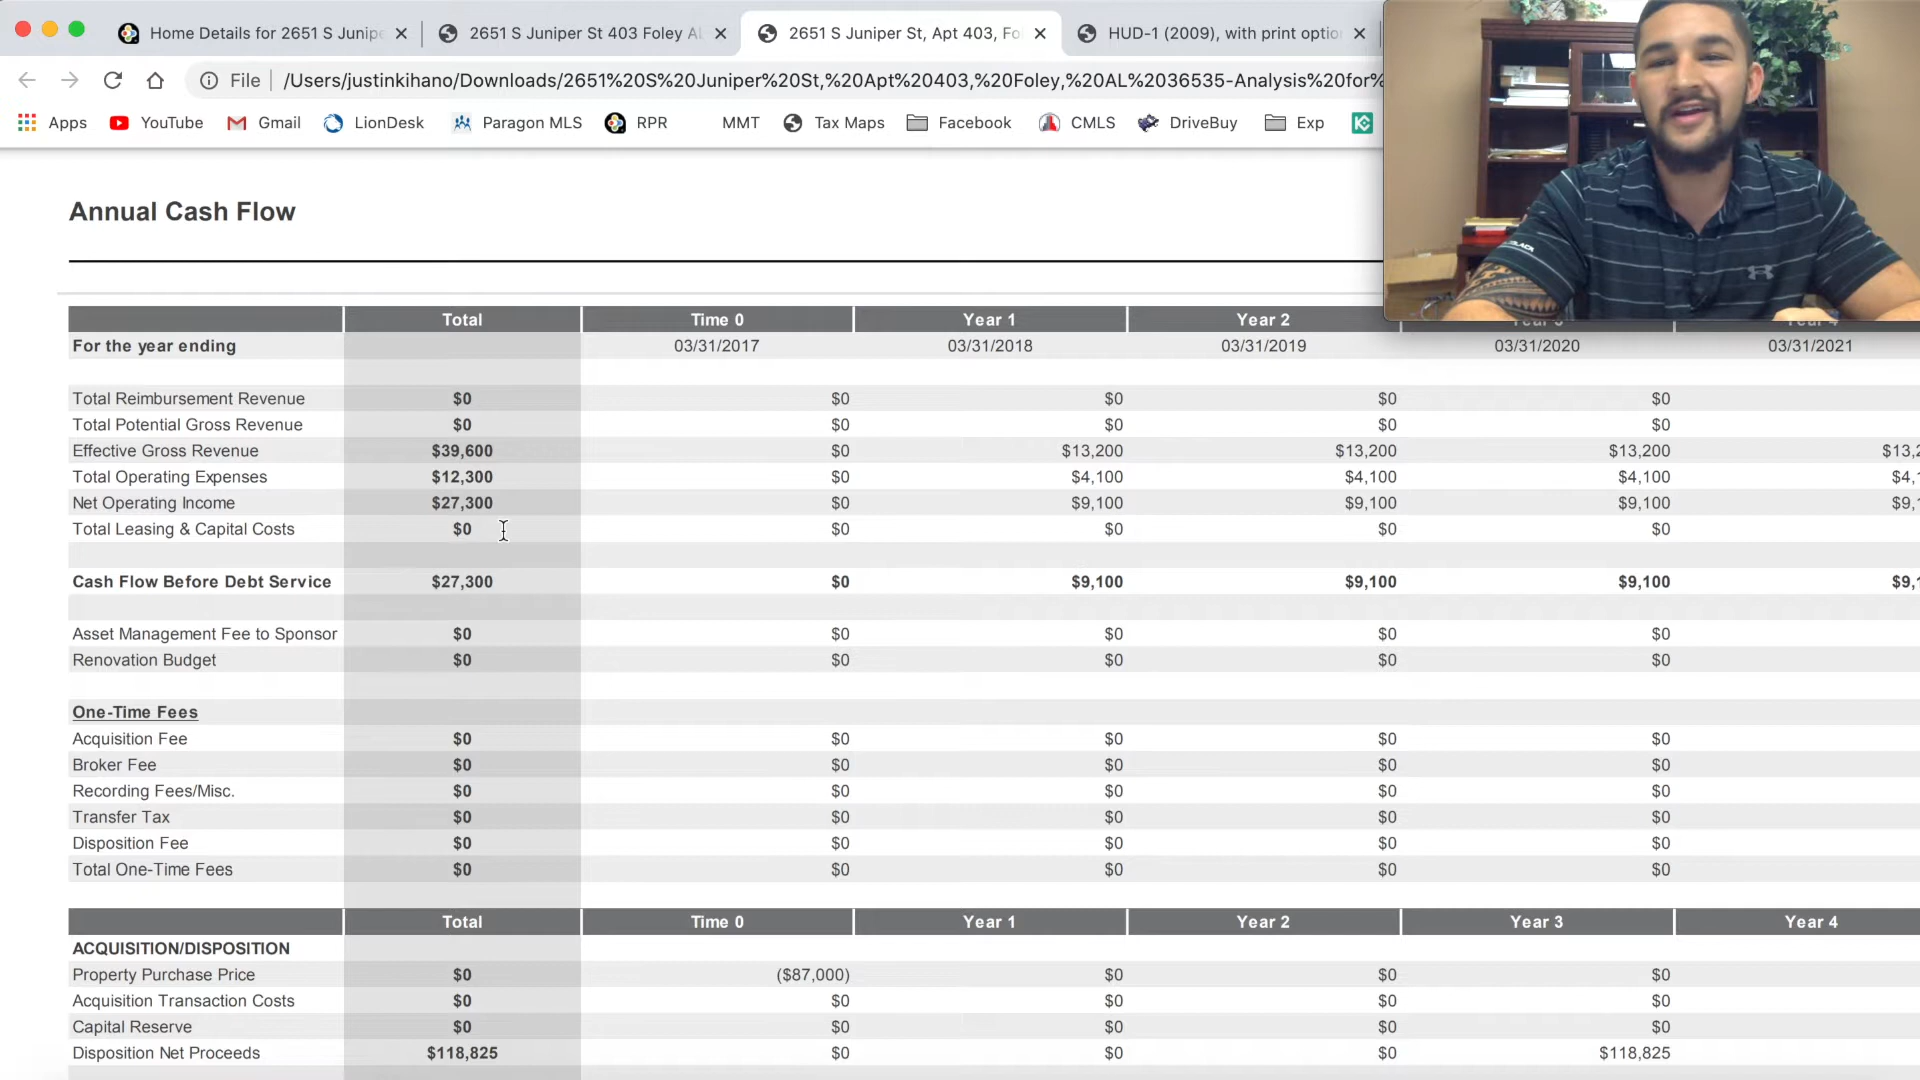 Home Details for 2651 S Junipe
2651 S Juniper St 403 Foley AL
2651 S Juniper St, Apt 403, Fo
HUD-1 (2009), with print optio
File
/Users/justinkihano/Downloads/2651%20S%20Juniper%20St,%20Apt%20403,%20Foley,%20AL%2036535-Analysis%20for%
Apps YouTube Gmail LionDesk Paragon MLS RPR MMT Tax Maps Facebook CMLS DriveBuy Exp
Annual Cash Flow
Total Time 0 Year 1 Year 2
For the year ending 03/31/2017 03/31/2018 03/31/2019 03/31/2020 03/31/2021
Total Reimbursement Revenue $0 $0 $0 $0 $0
Total Potential Gross Revenue $0 $0 $0 $0 $0
Effective Gross Revenue $39,600 $0 $13,200 $13,200 $13,200 $13,2
Total Operating Expenses $12,300 $0 $4,100 $4,100 $4,100 $4,1
Net Operating Income $27,300 $0 $9,100 $9,100 $9,100 $9,1
Total Leasing & Capital Costs $0 $0 $0 $0 $0
Cash Flow Before Debt Service $27,300 $0 $9,100 $9,100 $9,100 $9,1
Asset Management Fee to Sponsor $0 $0 $0 $0 $0
Renovation Budget $0 $0 $0 $0 $0
One-Time Fees
Acquisition Fee $0 $0 $0 $0 $0
Broker Fee $0 $0 $0 $0 $0
Recording Fees/Misc. $0 $0 $0 $0 $0
Transfer Tax $0 $0 $0 $0 $0
Disposition Fee $0 $0 $0 $0 $0
Total One-Time Fees $0 $0 $0 $0 $0
Total Time 0 Year 1 Year 2 Year 3 Year 4
ACQUISITION/DISPOSITION
Property Purchase Price $0 ($87,000) $0 $0 $0
Acquisition Transaction Costs $0 $0 $0 $0 $0
Capital Reserve $0 $0 $0 $0 $0
Disposition Net Proceeds $118,825 $0 $0 $0 $118,825